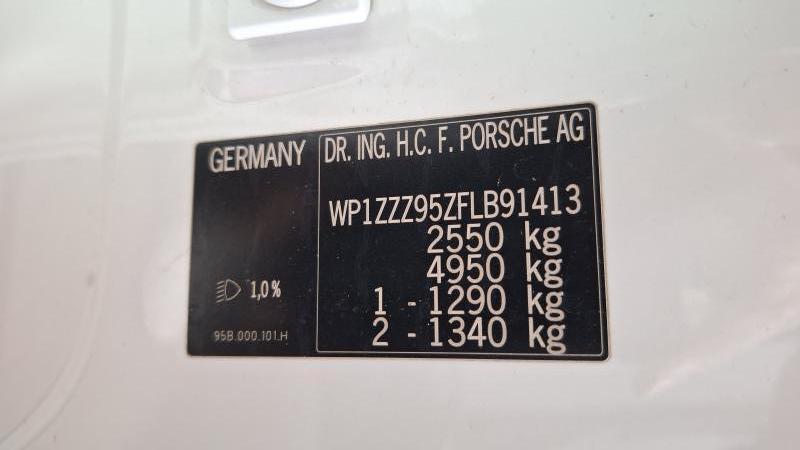 GERMANY
DR. ING. H.C. F. PORSCHE AG
WP1ZZZ95ZFLB91413
2550 kg
4950 kg
1 - 1290 kg
2 - 1340 kg
1,0%
95B.000.101.H